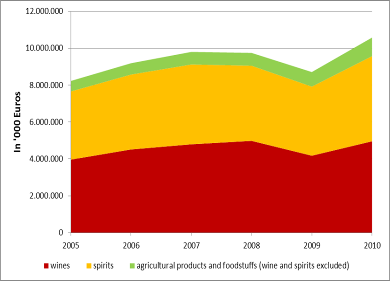 12.000.000
10.000.000
8.000.000
6.000.000
4.000.000
2.000.000
0
In '000 Euros
2005 2006 2007 2008 2009 2010
wines spirits agricultural products and foodstuffs (wine and spirits excluded)